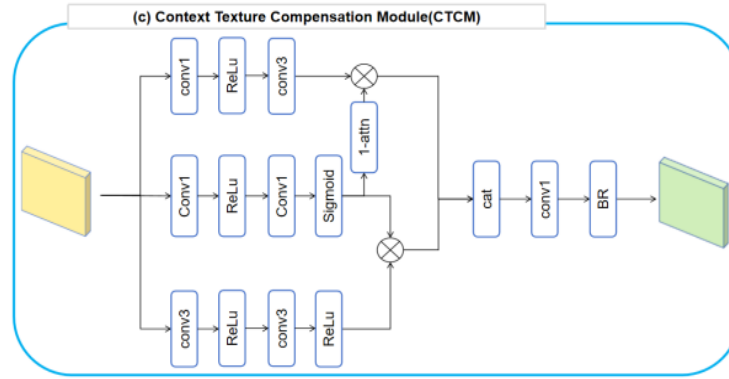 (c) Context Texture Compensation Module(CTCM)
conv1
ReLu
conv3
1-attn
Conv1
ReLu
Conv1
Sigmoid
cat
conv1
BR
conv3
ReLu
conv3
ReLu